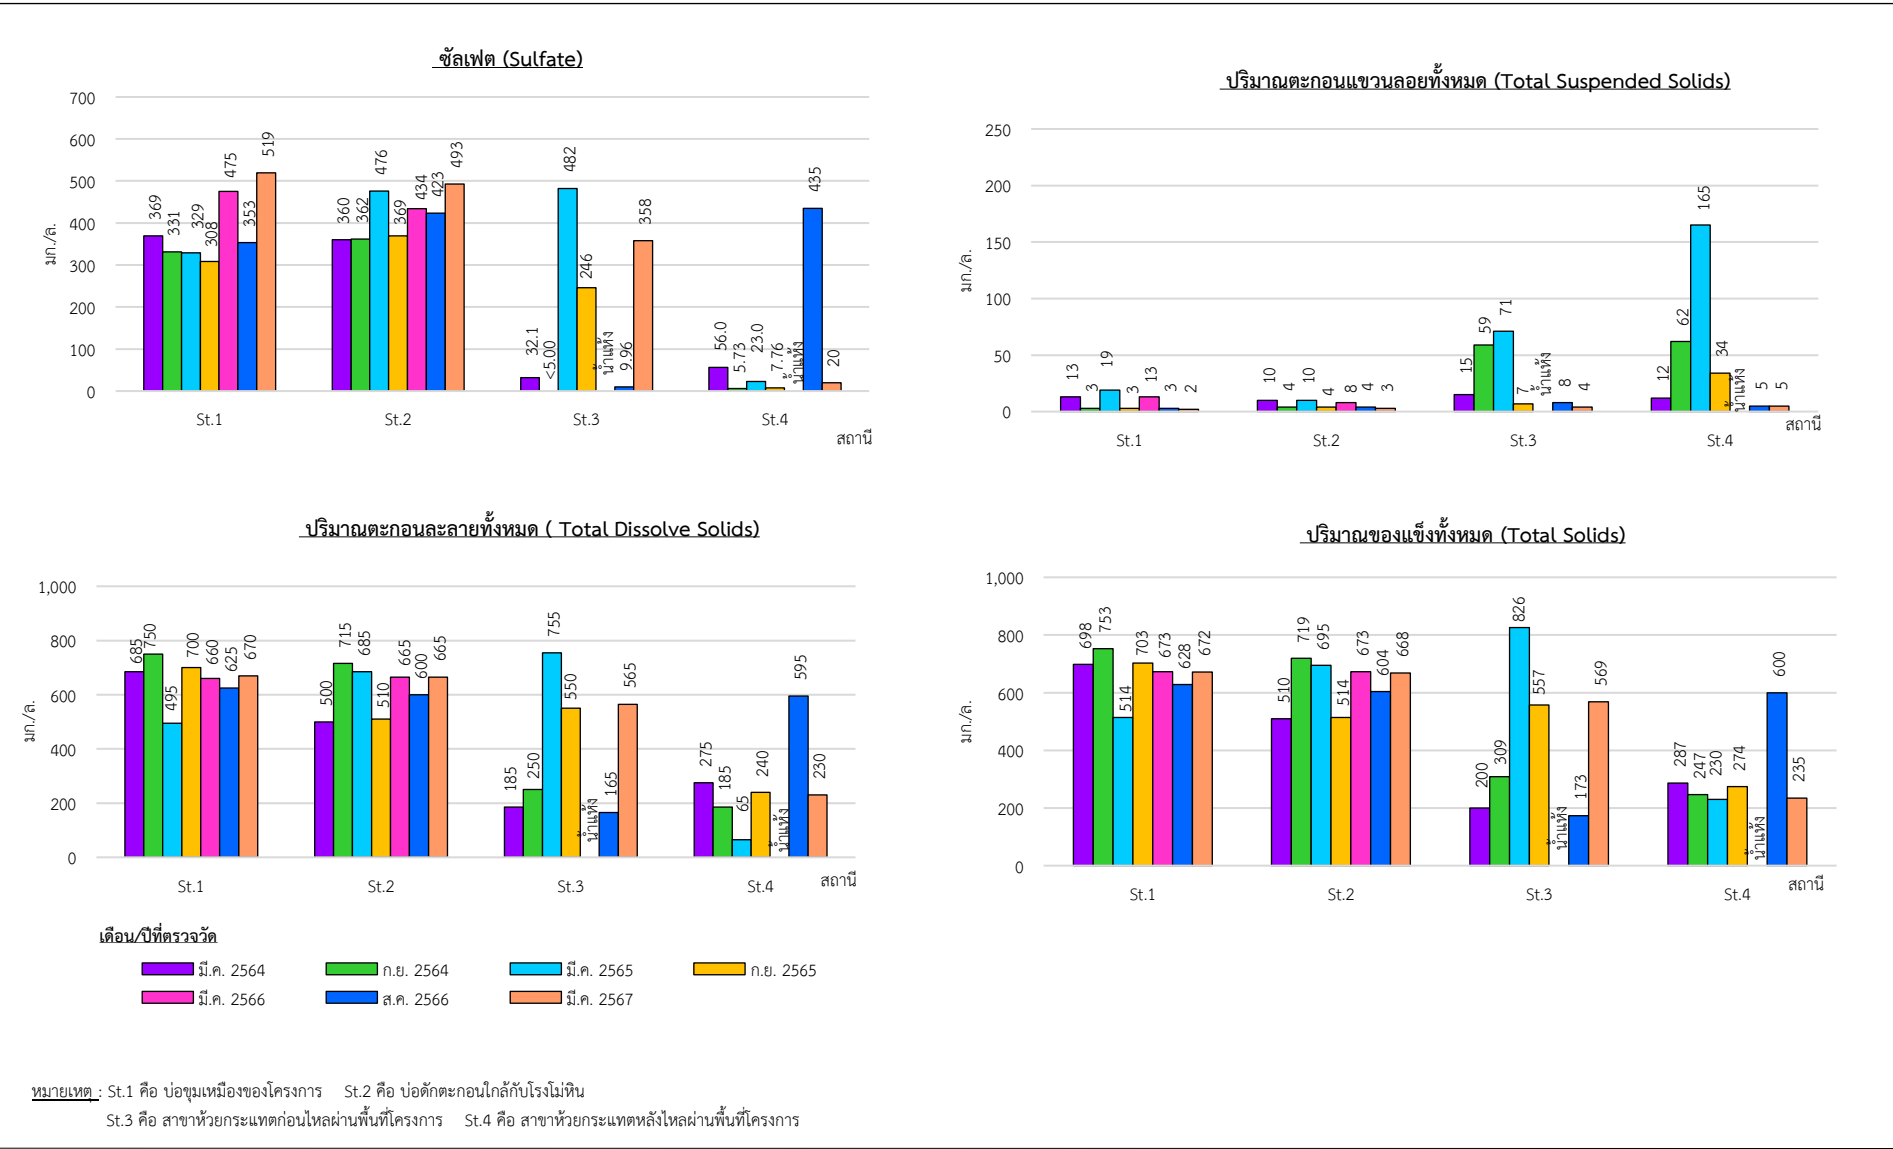 ซัลเฟต (Sulfate)
700
600
500
400
300
200
100
0
มก./ล.
369 331 329 308 475 353 519
360 362 476 369 434 423 493
32.1 <5.00 482 246 น้ำแห้ง 9.96 358
56.0 5.73 23.0 7.76 น้ำแห้ง 435 20
St.1 St.2 St.3 St.4
สถานี
ปริมาณตะกอนแขวนลอยทั้งหมด (Total Suspended Solids)
250
200
150
100
50
0
มก./ล.
13 3 19 3 13 3 2
10 4 10 4 8 4 3
15 59 71 7 น้ำแห้ง 8 4
12 62 165 34 น้ำแห้ง 5 5
St.1 St.2 St.3 St.4
สถานี
ปริมาณตะกอนละลายทั้งหมด ( Total Dissolve Solids)
1,000
800
600
400
200
0
มก./ล.
685 750 495 700 660 625 670
500 715 685 510 665 600 665
185 250 755 550 น้ำแห้ง 165 565
275 185 65 240 น้ำแห้ง 595 230
St.1 St.2 St.3 St.4
สถานี
ปริมาณของแข็งทั้งหมด (Total Solids)
1,000
800
600
400
200
0
มก./ล.
698 753 514 703 673 628 672
510 719 695 514 673 604 668
200 309 826 557 น้ำแห้ง 173 569
287 247 230 274 น้ำแห้ง 600 235
St.1 St.2 St.3 St.4
สถานี
เดือน/ปีที่ตรวจวัด
มี.ค. 2564 ก.ย. 2564 มี.ค. 2565 ก.ย. 2565
มี.ค. 2566 ส.ค. 2566 มี.ค. 2567
หมายเหตุ : St.1 คือ บ่อขุมเหมืองของโครงการ St.2 คือ บ่อดักตะกอนใกล้กับโรงโม่หิน
St.3 คือ สาขาห้วยกระแทตก่อนไหลผ่านพื้นที่โครงการ St.4 คือ สาขาห้วยกระแทตหลังไหลผ่านพื้นที่โครงการ